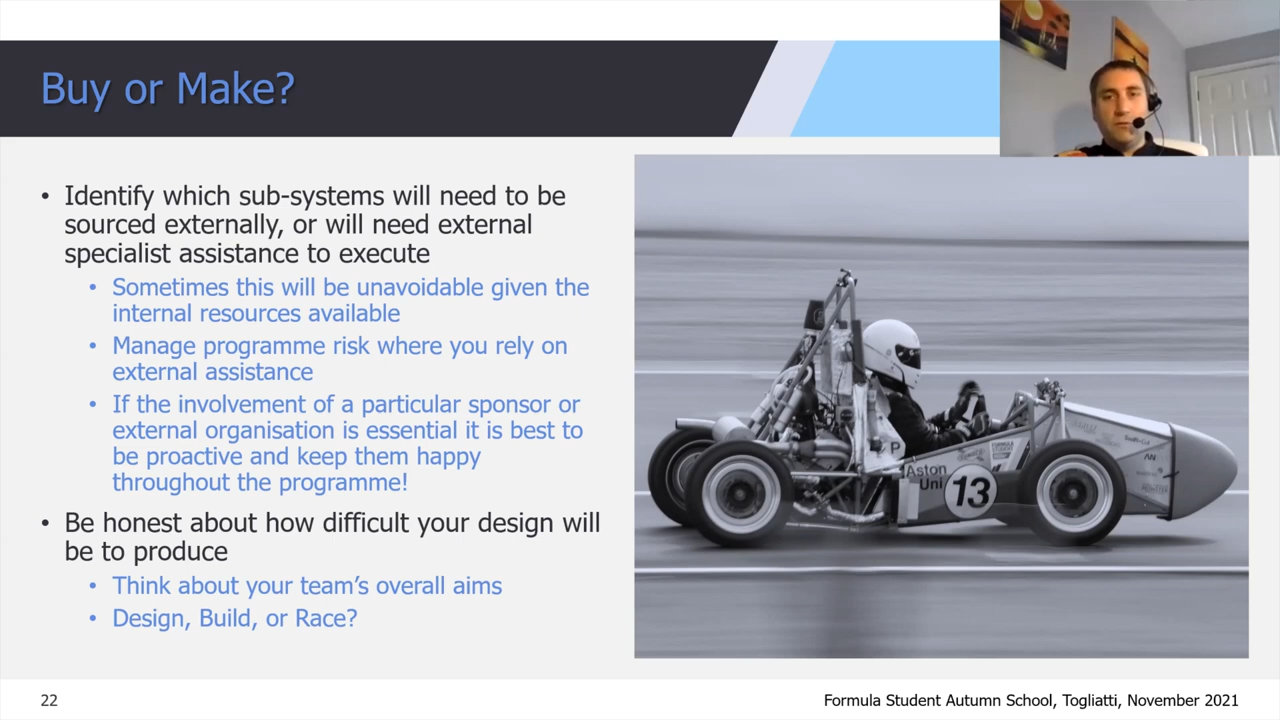 Buy or Make?
• Identify which sub-systems will need to be
sourced externally, or will need external
specialist assistance to execute
• Sometimes this will be unavoidable given the
internal resources available
• Manage programme risk where you rely on
external assistance
• If the involvement of a particular sponsor or
external organisation is essential it is best to
be proactive and keep them happy
throughout the programme!
• Be honest about how difficult your design will
be to produce
• Think about your team's overall aims
• Design, Build, or Race?
P
Aston
Uni
13
FORMULA
STUDENT
22
Formula Student Autumn School, Togliatti, November 2021